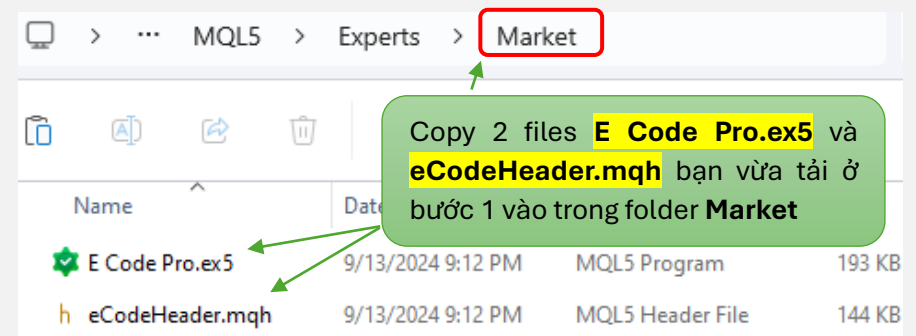 ... MQL5 > Experts > Market
Copy 2 files E Code Pro.ex5 và
eCodeHeader.mqh bạn vừa tải ở
bước 1 vào trong folder Market
Name Date
E Code Pro.ex5 9/13/2024 9:12 PM MQL5 Program 193 KB
h eCodeHeader.mqh 9/13/2024 9:12 PM MQL5 Header File 144 KB